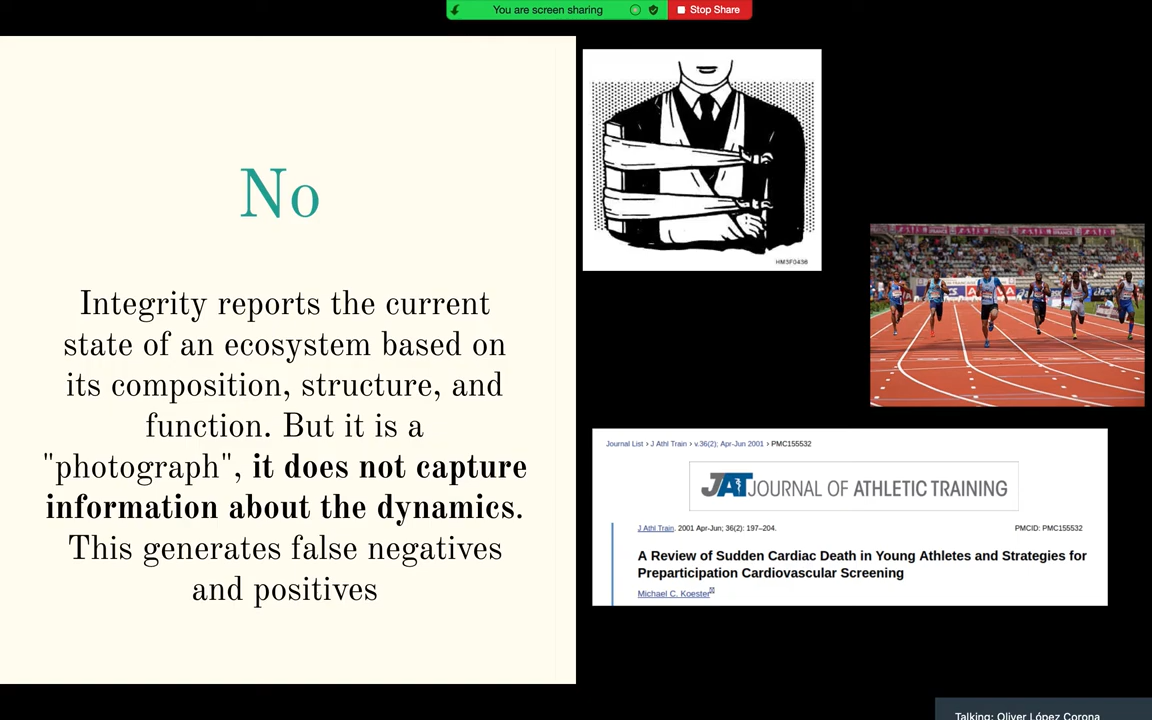 You are screen sharing
Stop Share
No
Integrity reports the current
state of an ecosystem based on
its composition, structure, and
function. But it is a
"photograph", it does not capture
information about the dynamics.
This generates false negatives
and positives
HM3F0438
Journal List › J Athl Train › v.36(2); Apr-Jun 2001 › PMC155532
JAT JOURNAL OF ATHLETIC TRAINING
J Athl Train. 2001 Apr-Jun; 36(2): 197–204.
PMCID: PMC155532
A Review of Sudden Cardiac Death in Young Athletes and Strategies for
Preparticipation Cardiovascular Screening
Michael C. Koester
Talking: Oliver López Corona